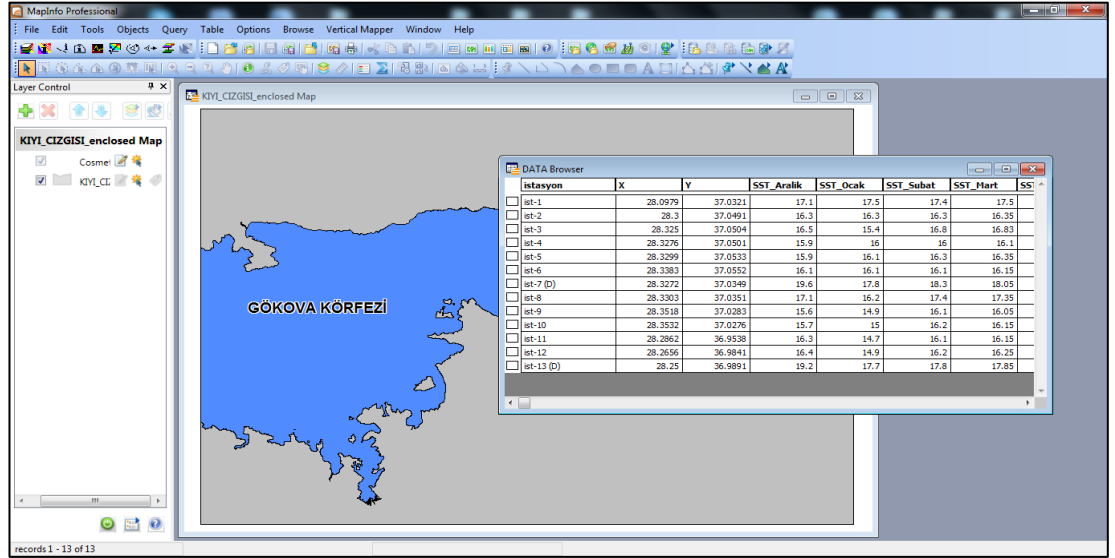 MapInfo Professional
File Edit Tools Objects Query Table Options Browse Vertical Mapper Window Help
Layer Control
KIYI_CIZGISI_enclosed Map
Cosme
KIYI_CIZ
KIYI_CIZGISI_enclosed Map
GÖKOVA KÖRFEZİ
DATA Browser
istasyon X Y SST_Aralik SST_Ocak SST_Subat SST_Mart SST
ist-1 28.0979 37.0321 17.1 17.5 17.4 17.5
ist-2 28.3 37.0491 16.3 16.3 16.3 16.35
ist-3 28.325 37.0504 16.5 15.4 16.8 16.83
ist-4 28.3276 37.0501 15.9 16 16 16.1
ist-5 28.3299 37.0533 15.9 16.1 16.3 16.35
ist-6 28.3383 37.0552 16.1 16.1 16.1 16.15
ist-7 (D) 28.3272 37.0349 19.6 17.8 18.3 18.05
ist-8 28.3303 37.0351 17.1 16.2 17.4 17.35
ist-9 28.3518 37.0283 15.6 14.9 16.1 16.05
ist-10 28.3532 37.0276 15.7 15 16.2 16.15
ist-11 28.2862 36.9538 16.3 14.7 16.1 16.15
ist-12 28.2656 36.9841 16.4 14.9 16.2 16.25
ist-13 (D) 28.25 36.9891 19.2 17.7 17.8 17.85
records 1 - 13 of 13